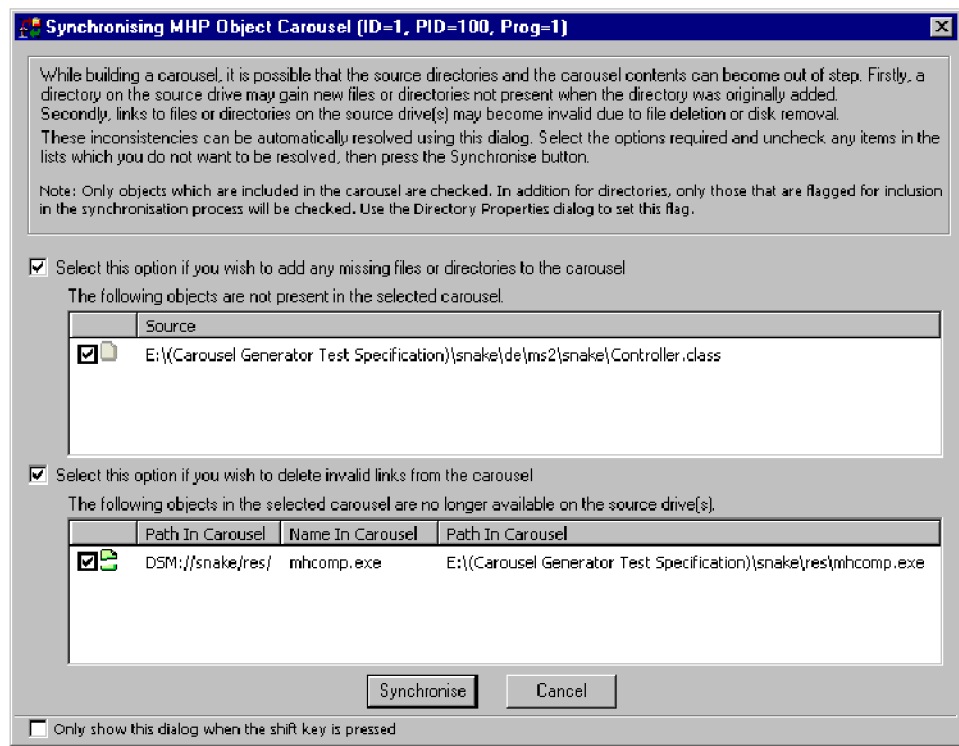 Synchronising MHP Object Carousel (ID=1, PID=100, Prog=1)
While building a carousel, it is possible that the source directories and the carousel contents can become out of step. Firstly, a
directory on the source drive may gain new files or directories not present when the directory was originally added.
Secondly, links to files or directories on the source drive(s) may become invalid due to file deletion or disk removal.
These inconsistencies can be automatically resolved using this dialog. Select the options required and uncheck any items in the
lists which you do not want to be resolved, then press the Synchronise button.
Note: Only objects which are included in the carousel are checked. In addition for directories, only those that are flagged for inclusion
in the synchronisation process will be checked. Use the Directory Properties dialog to set this flag.
Select this option if you wish to add any missing files or directories to the carousel
The following objects are not present in the selected carousel.
Source
E:\(Carousel Generator Test Specification)\snake\de\ms2\snake\Controller.class
Select this option if you wish to delete invalid links from the carousel
The following objects in the selected carousel are no longer available on the source drive(s).
Path In Carousel Name In Carousel Path In Carousel
DSM://snake/res/ mhcomp.exe E:\(Carousel Generator Test Specification)\snake\res\mhcomp.exe
Synchronise Cancel
Only show this dialog when the shift key is pressed